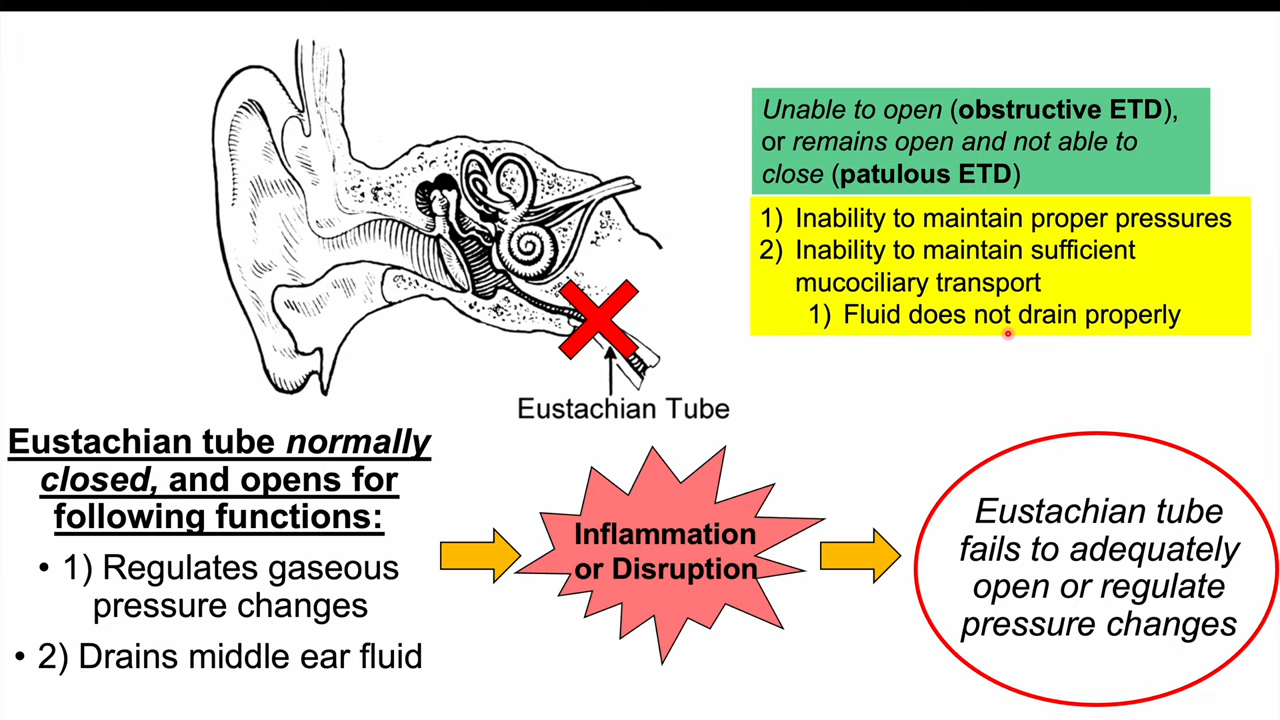 Unable to open (obstructive ETD),
or remains open and not able to
close (patulous ETD)
1) Inability to maintain proper pressures
2) Inability to maintain sufficient
mucociliary transport
1) Fluid does not drain properly
Eustachian Tube
Eustachian tube normally
closed, and opens for
following functions:
• 1) Regulates gaseous
pressure changes
• 2) Drains middle ear fluid
Inflammation
or Disruption
Eustachian tube
fails to adequately
open or regulate
pressure changes